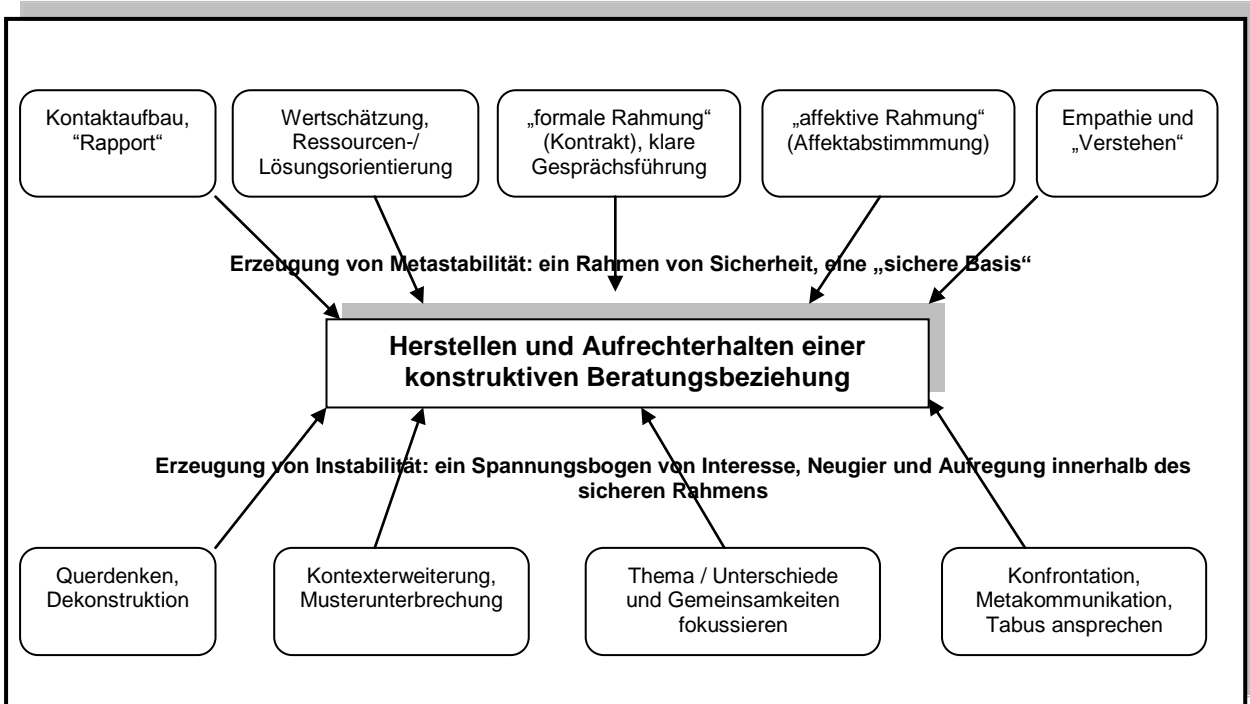 Kontaktaufbau,
“Rapport“
Wertschätzung,
Ressourcen-/
Lösungsorientierung
„formale Rahmung“
(Kontrakt), klare
Gesprächsführung
„affektive Rahmung“
(Affektabstimmmung)
Empathie und
„Verstehen“
Erzeugung von Metastabilität: ein Rahmen von Sicherheit, eine „sichere Basis“
Herstellen und Aufrechterhalten einer
konstruktiven Beratungsbeziehung
Erzeugung von Instabilität: ein Spannungsbogen von Interesse, Neugier und Aufregung innerhalb des
sicheren Rahmens
Querdenken,
Dekonstruktion
Kontexterweiterung,
Musterunterbrechung
Thema / Unterschiede
und Gemeinsamkeiten
fokussieren
Konfrontation,
Metakommunikation,
Tabus ansprechen